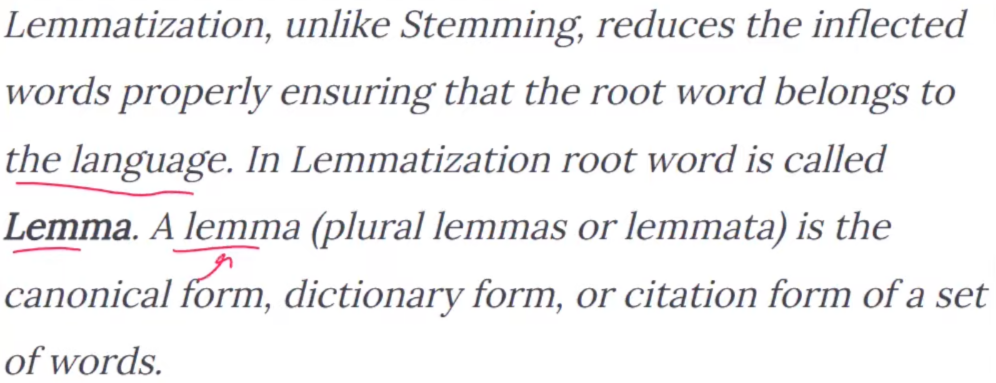 Lemmatization, unlike Stemming, reduces the inflected
words properly ensuring that the root word belongs to
the language. In Lemmatization root word is called
Lemma. A lemma (plural lemmas or lemmata) is the
canonical form, dictionary form, or citation form of a set
of words.